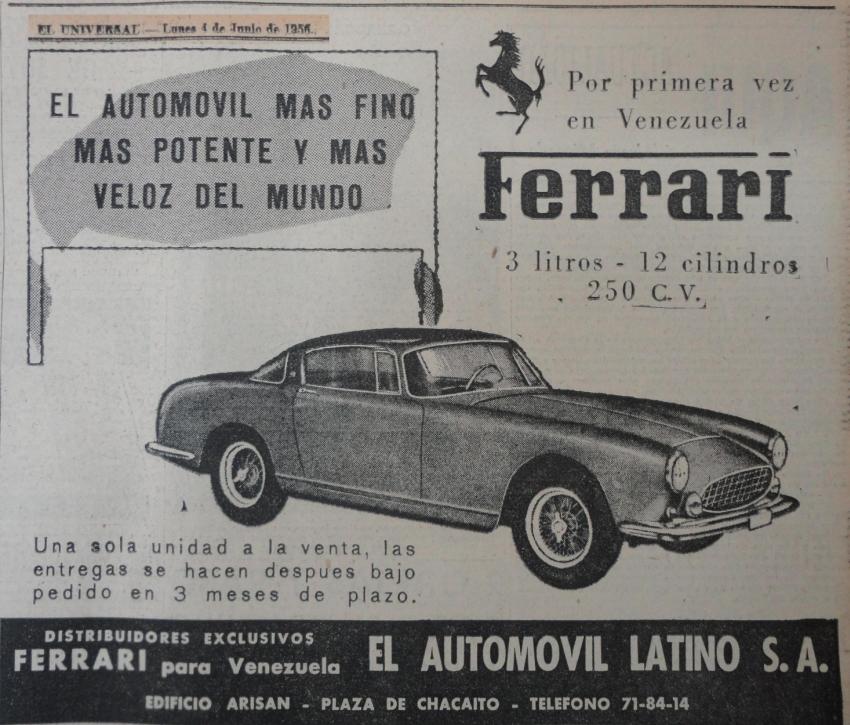 EL UNIVERSAL — Lunes 4 de Junio de 1956.
EL AUTOMOVIL MAS FINO
MAS POTENTE Y MAS
VELOZ DEL MUNDO
Por primera vez
en Venezuela
Ferrari
3 litros - 12 cilindros
250 C.V.
Una sola unidad a la venta, las
entregas se hacen despues bajo
pedido en 3 meses de plazo.
DISTRIBUIDORES EXCLUSIVOS
FERRARI para Venezuela
EL AUTOMOVIL LATINO S.A.
EDIFICIO ARISAN - PLAZA DE CHACAITO - TELEFONO 71-84-14